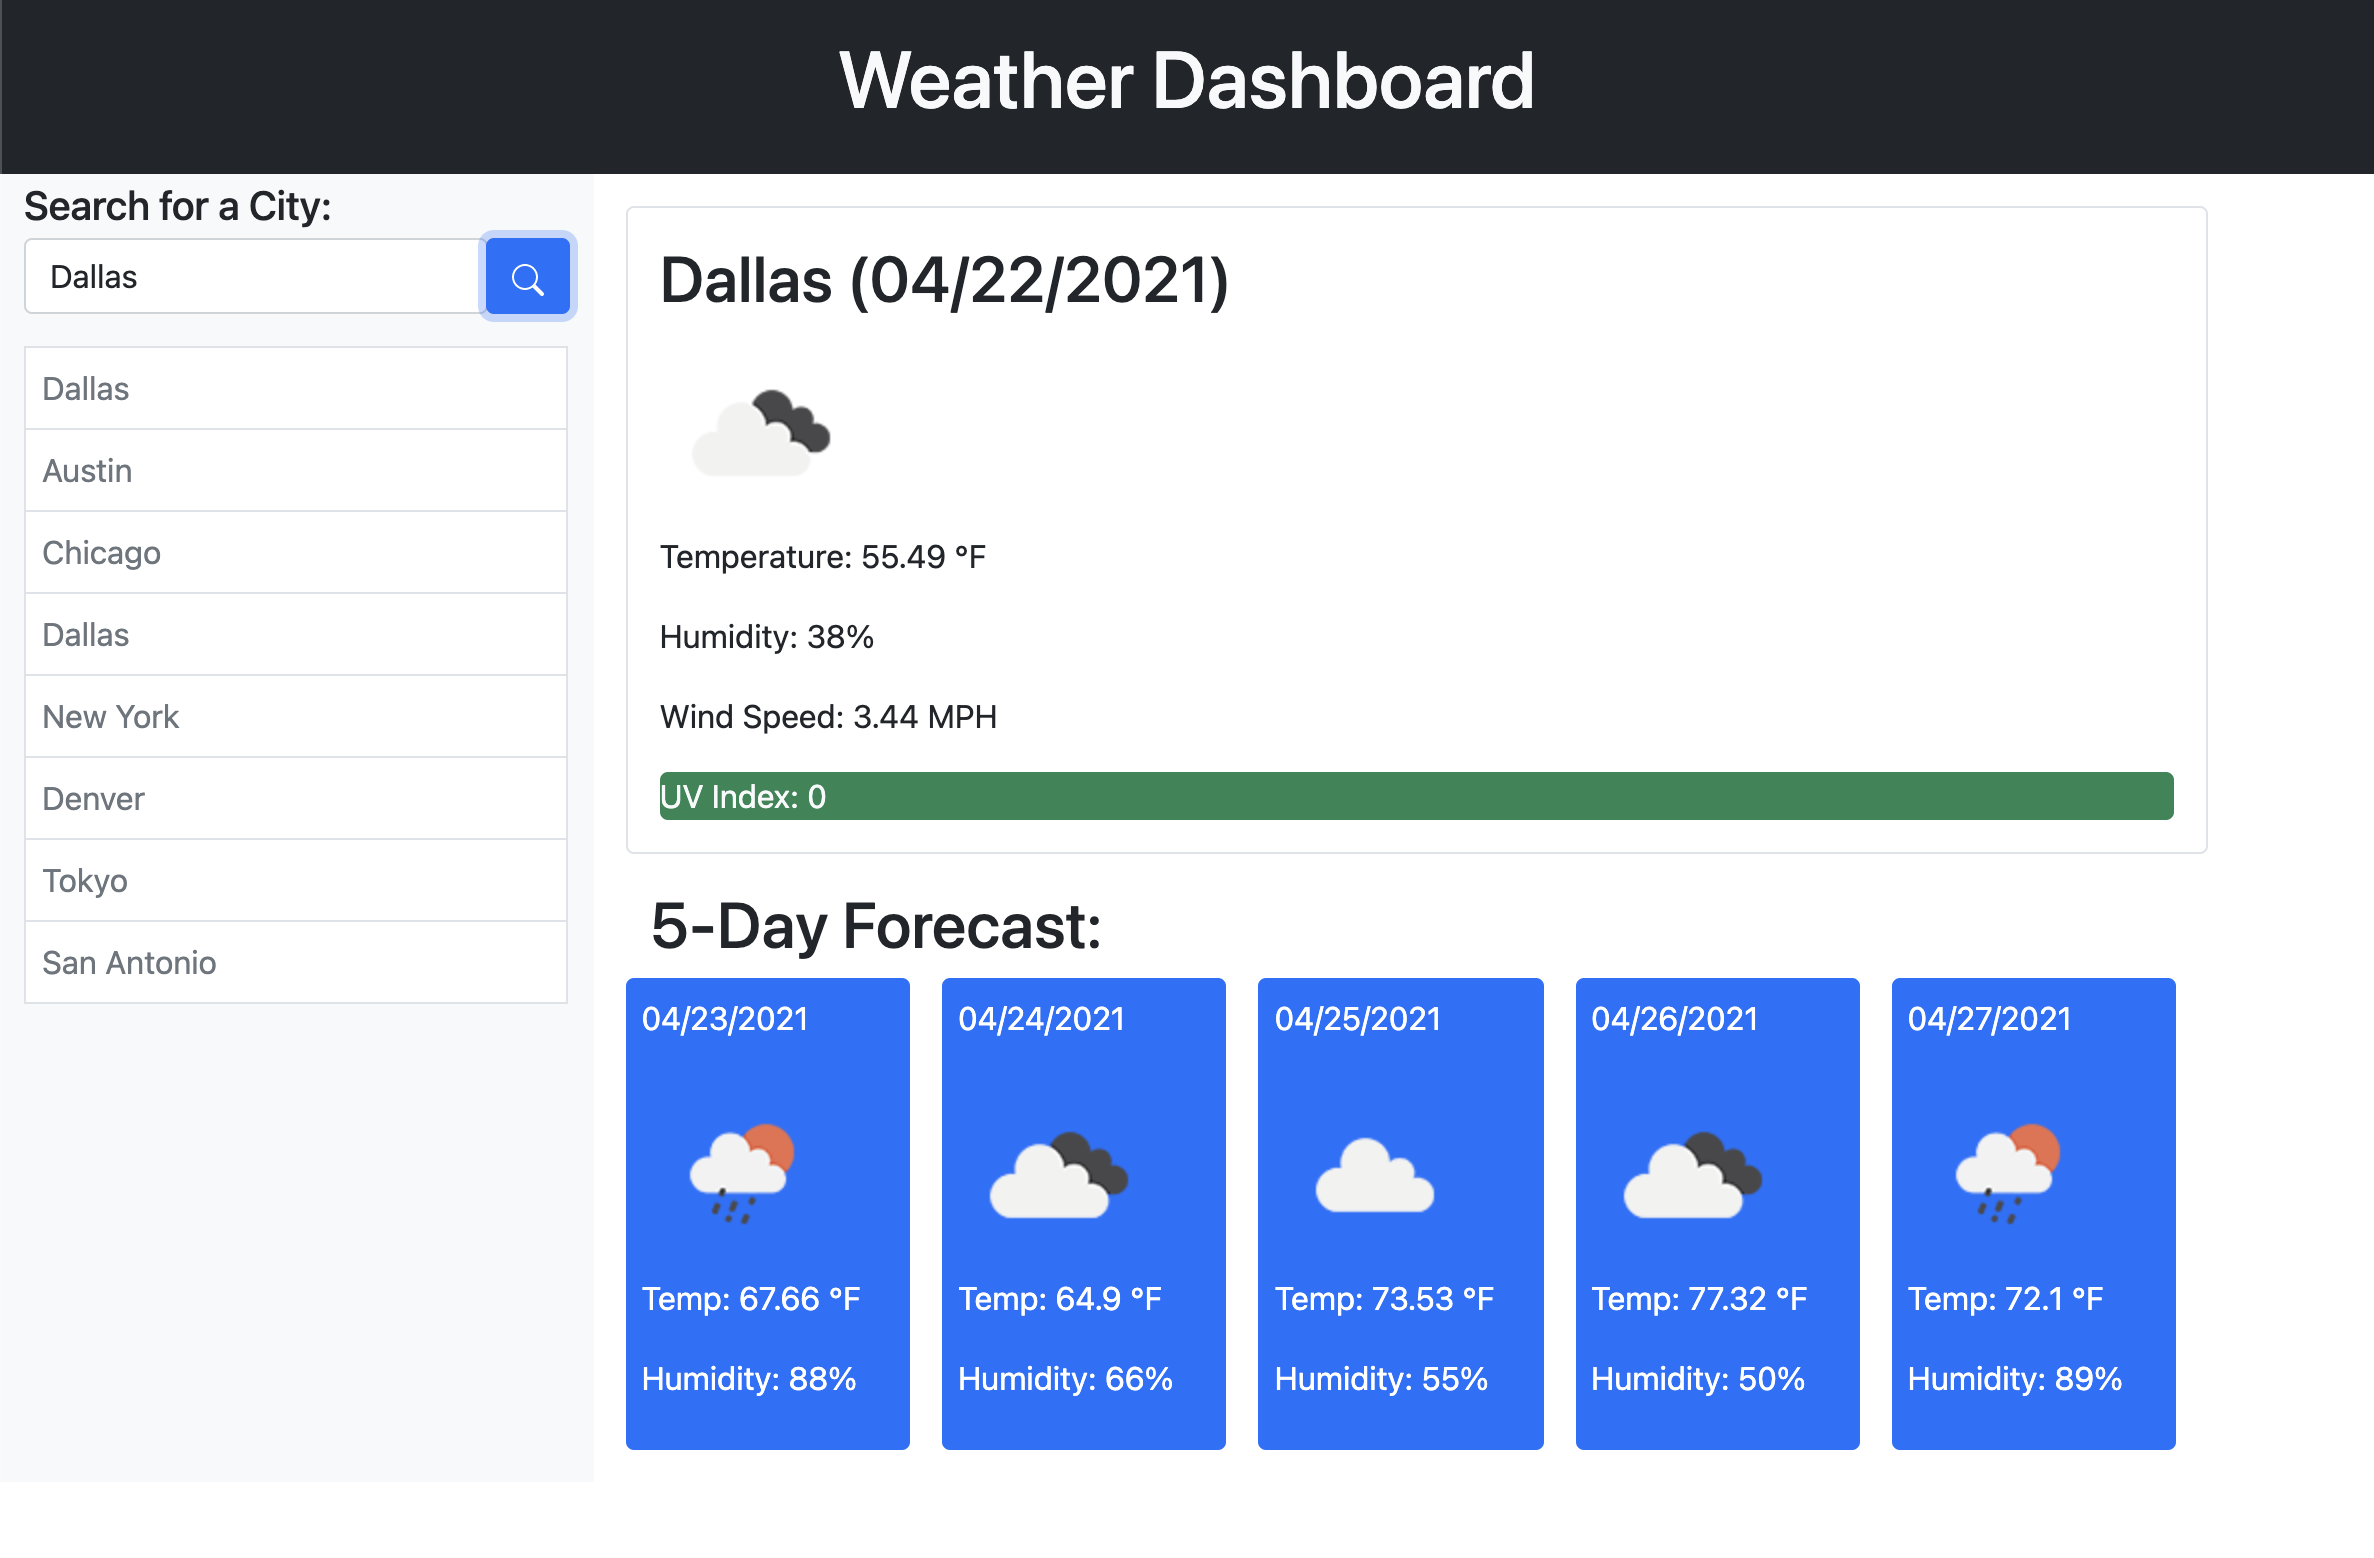 Weather Dashboard
Search for a City:
Dallas
Dallas
Austin
Chicago
Dallas
New York
Denver
Tokyo
San Antonio
Dallas (04/22/2021)
Temperature: 55.49 °F
Humidity: 38%
Wind Speed: 3.44 MPH
UV Index: 0
5-Day Forecast:
04/23/2021
Temp: 67.66 °F
Humidity: 88%
04/24/2021
Temp: 64.9 °F
Humidity: 66%
04/25/2021
Temp: 73.53 °F
Humidity: 55%
04/26/2021
Temp: 77.32 °F
Humidity: 50%
04/27/2021
Temp: 72.1 °F
Humidity: 89%